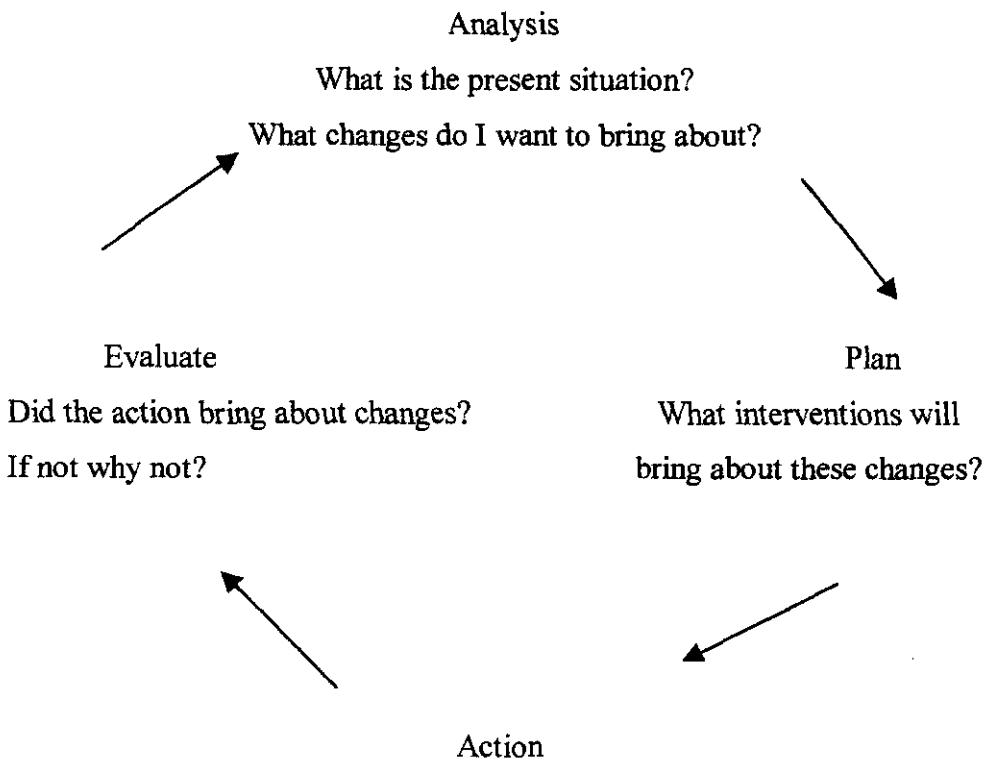 Analysis
What is the present situation?
What changes do I want to bring about?
Evaluate
Did the action bring about changes?
If not why not?
Plan
What interventions will
bring about these changes?
Action